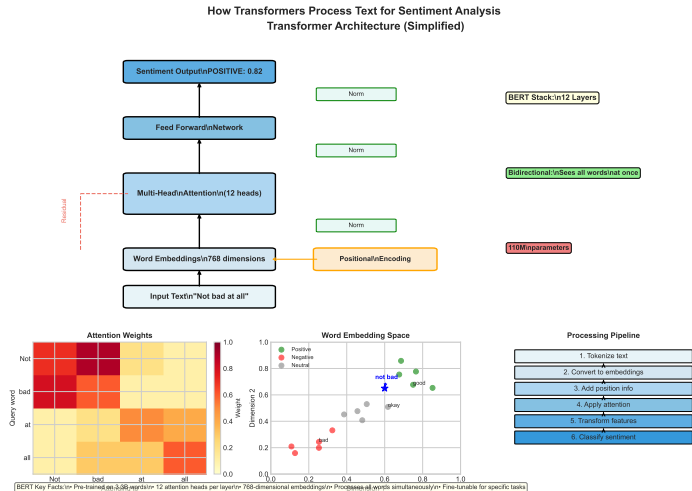 How Transformers Process Text for Sentiment Analysis
Transformer Architecture (Simplified)
Sentiment Output\nPOSITIVE: 0.82
Norm
BERT Stack:\n12 Layers
Feed Forward\nNetwork
Norm
Bidirectional:\nSees all words\nat once
Multi-Head\nAttention\n(12 heads)
Residual
Norm
110M\nparameters
Word Embeddings\n768 dimensions
Positional\nEncoding
Input Text\n"Not bad at all"
Attention Weights
Not
bad
at
all
Query word
Not
bad
at
all
1.0
0.8
0.6
0.4
0.2
0.0
Weight
Word Embedding Space
Positive
Negative
Neutral
not bad
good
okay
bad
1.0
0.8
0.6
0.4
0.2
0.0
Dimension 2
0.0
0.2
0.4
0.6
0.8
1.0
Processing Pipeline
1. Tokenize text
2. Convert to embeddings
3. Add position info
4. Apply attention
5. Transform features
6. Classify sentiment
BERT Key Facts:\n• Pre-trained on 3.3B words\n• 12 attention heads per layer\n• 768-dimensional embeddings\n• Processes all words simultaneously\n• Fine-tunable for specific tasks